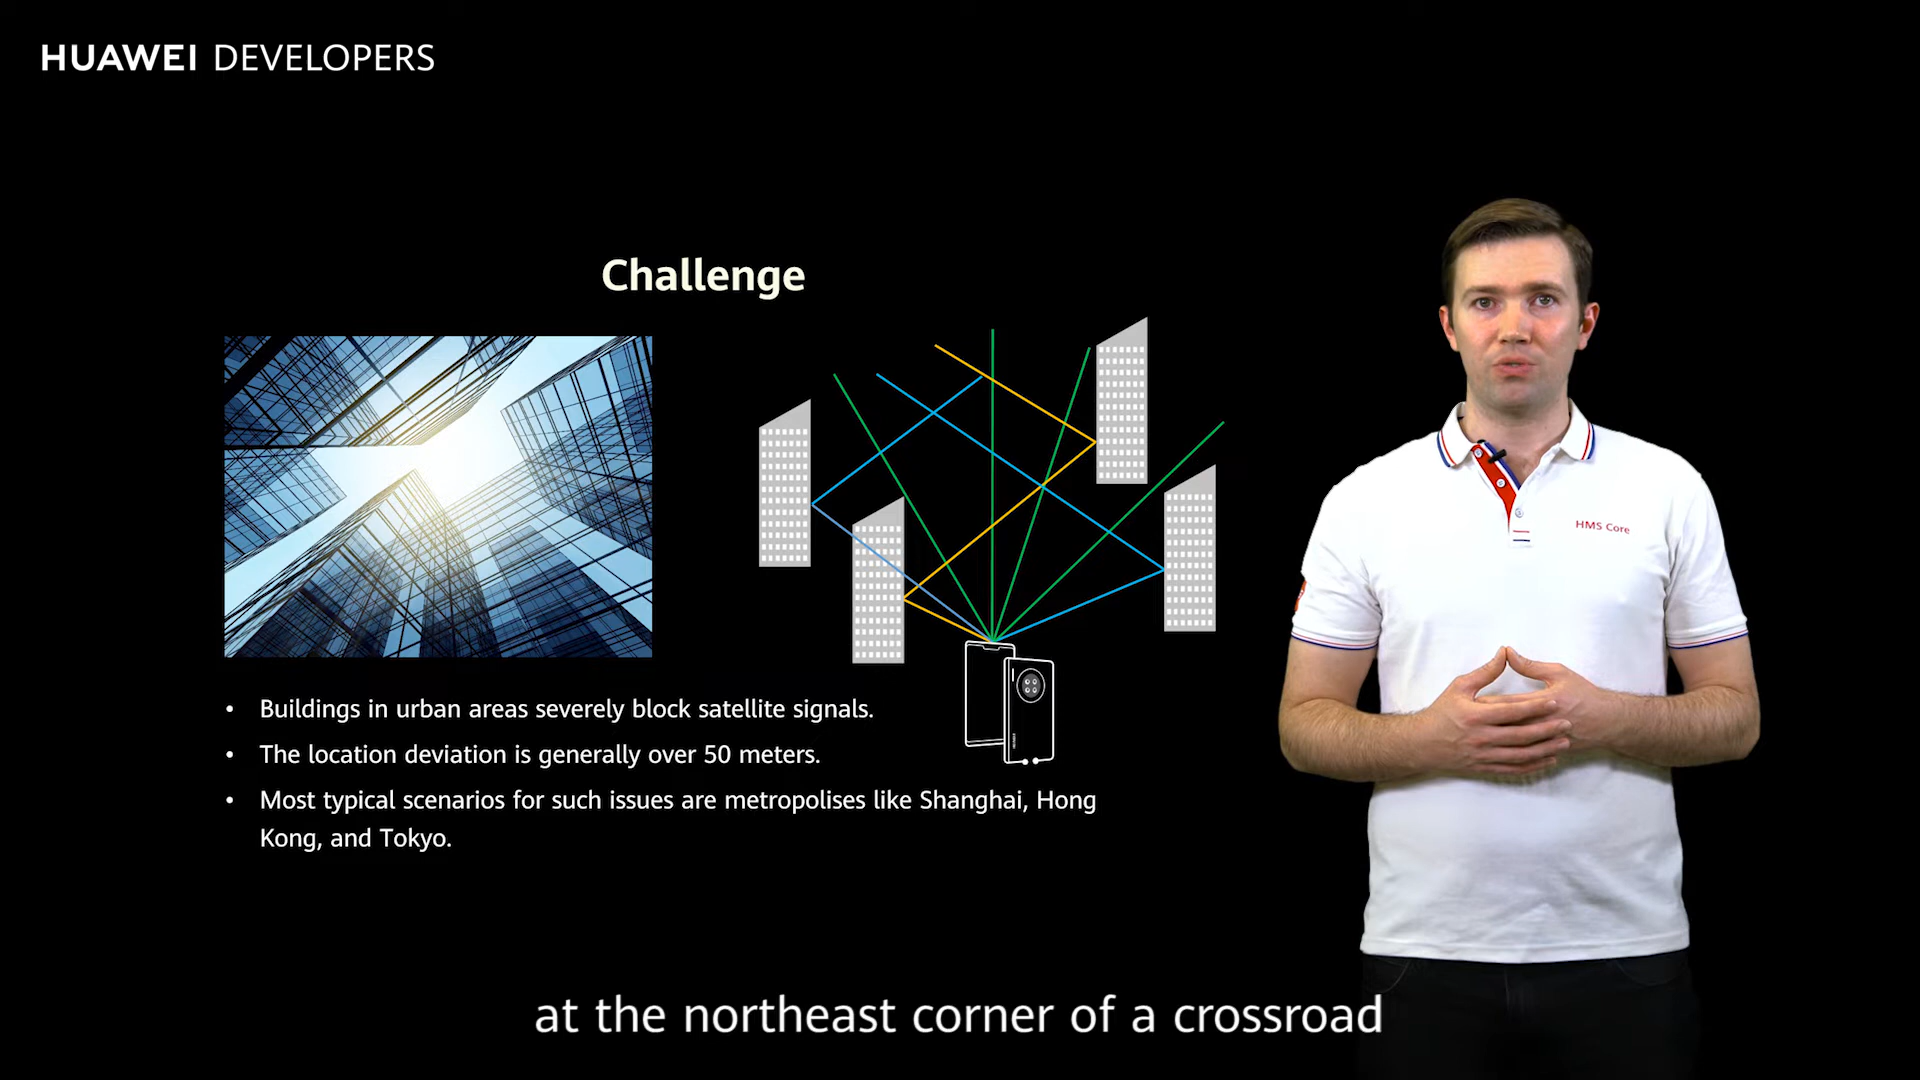 HUAWEI DEVELOPERS
Challenge
HMS Core
• Buildings in urban areas severely block satellite signals.
• The location deviation is generally over 50 meters.
• Most typical scenarios for such issues are metropolises like Shanghai, Hong
Kong, and Tokyo.
at the northeast corner of a crossroad